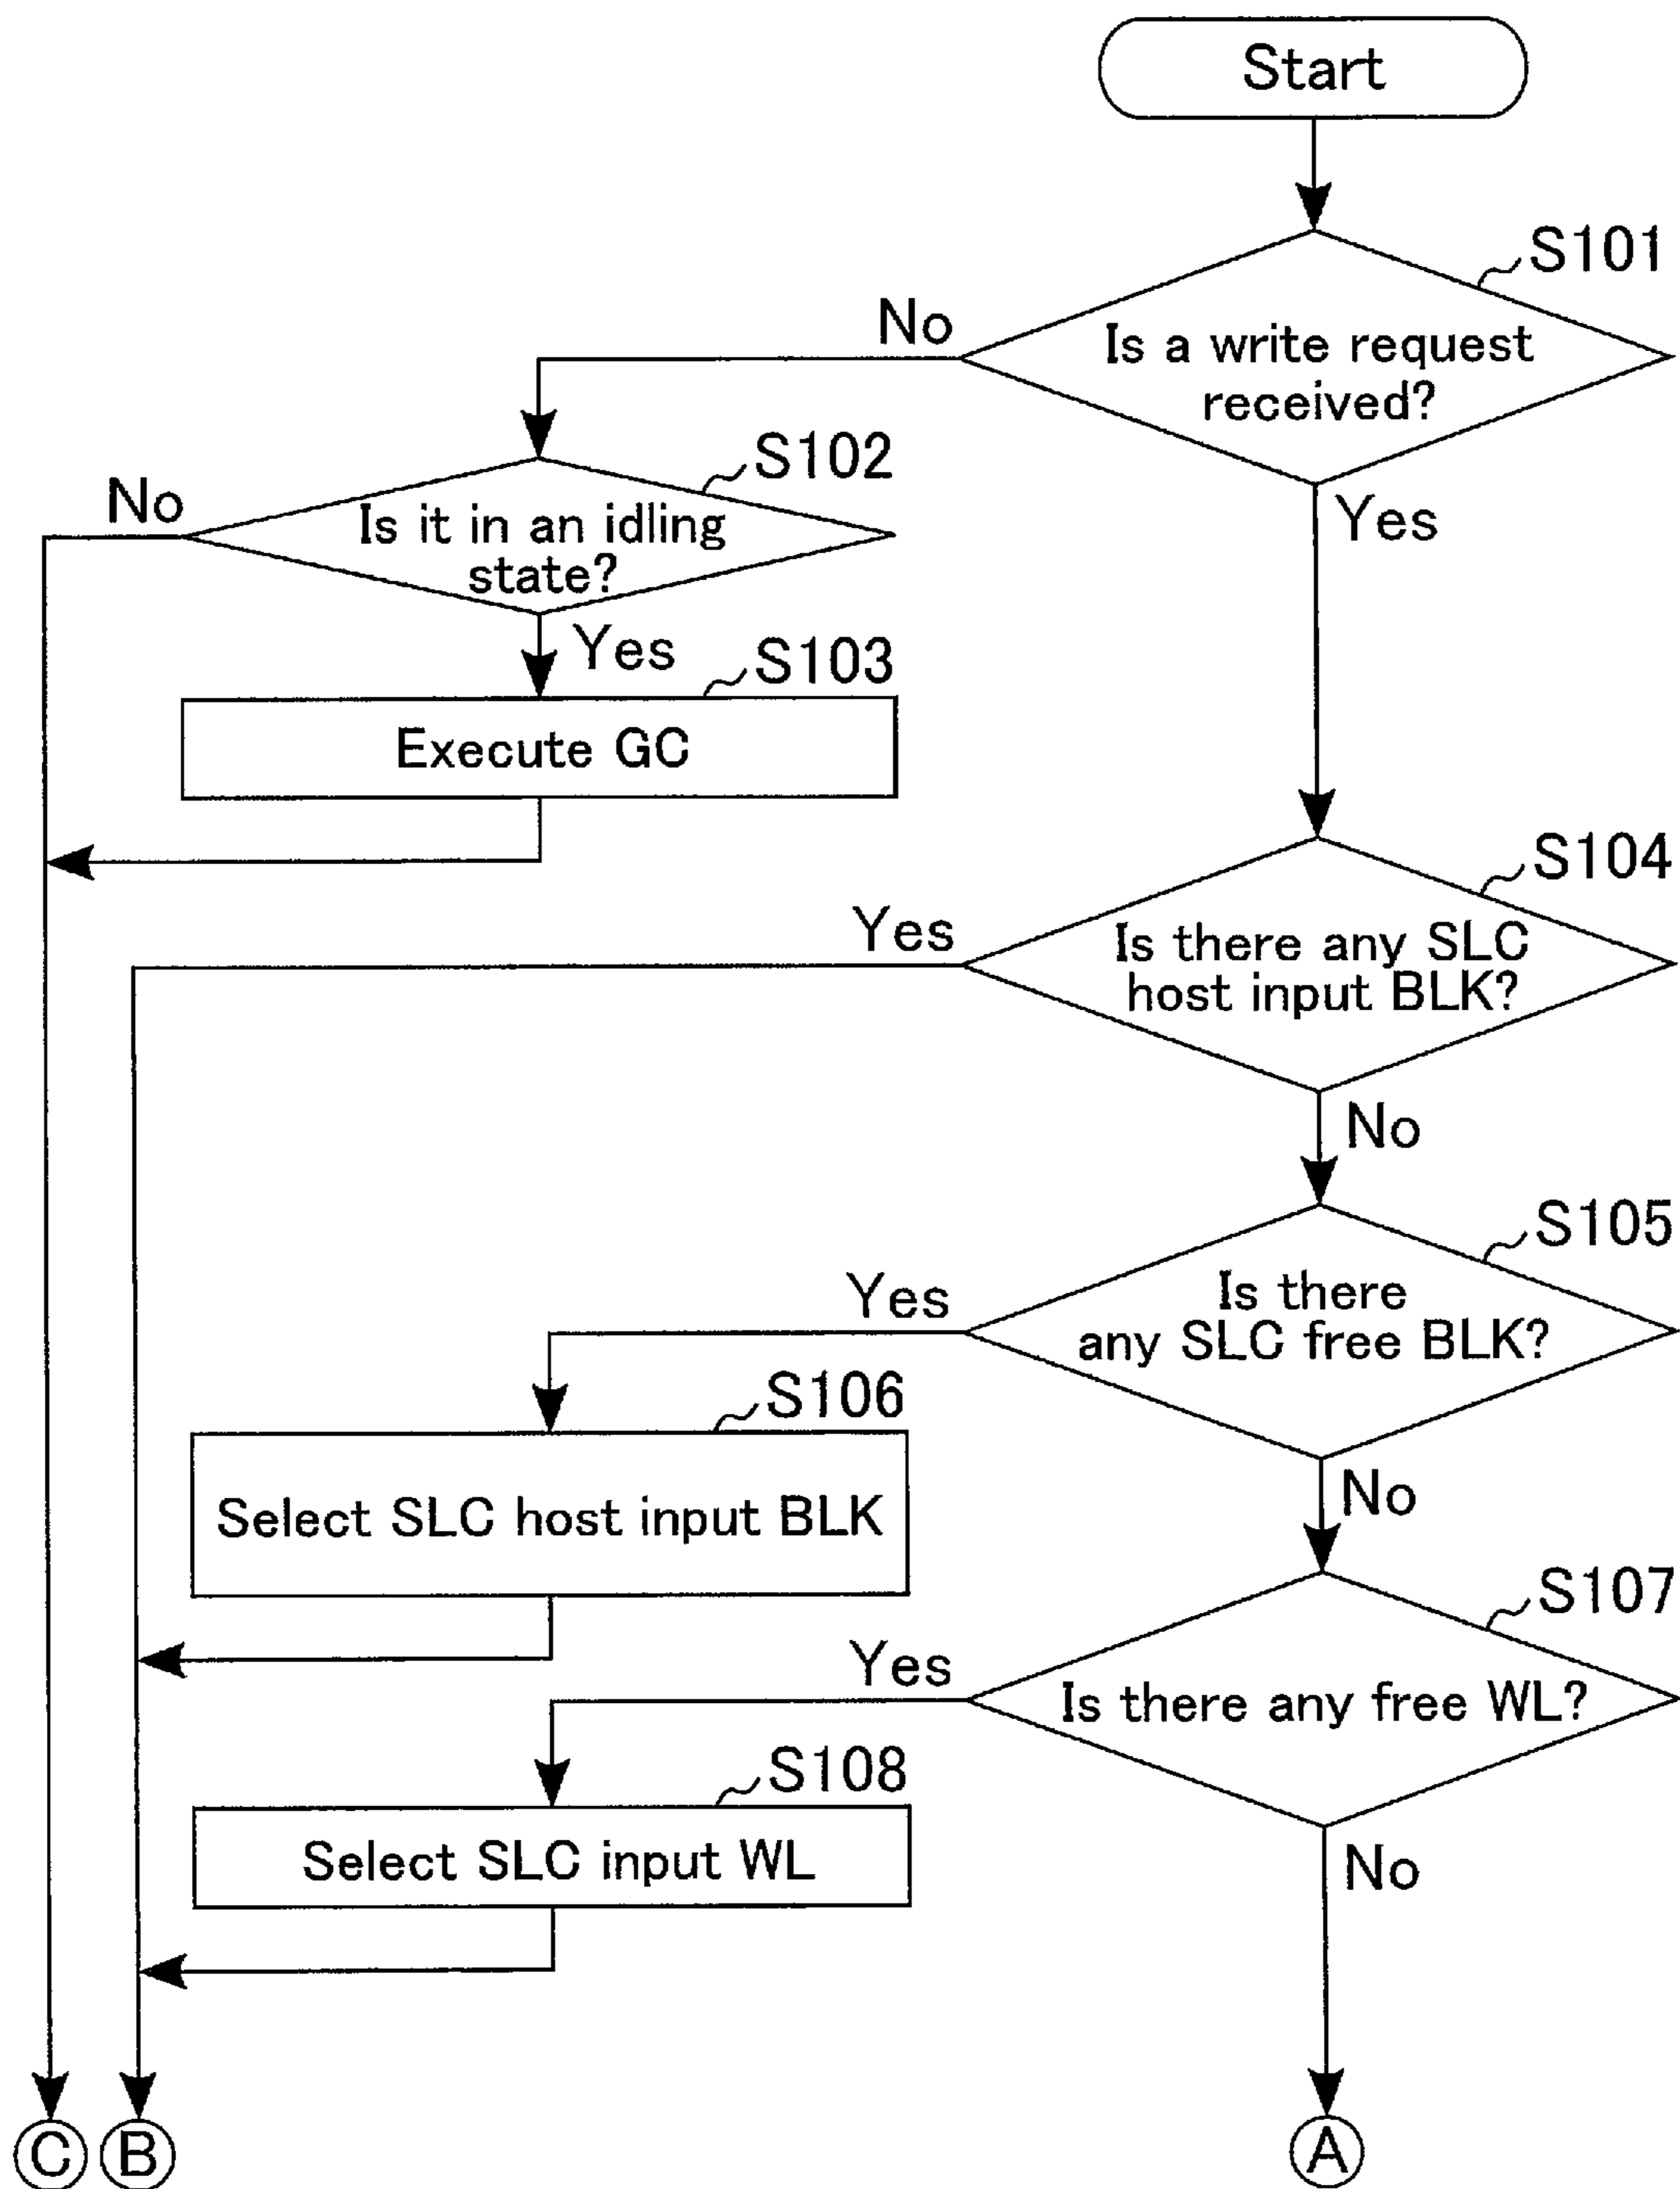 Start
S101
No
Is a write request
received?
S102
No
Yes
Is it in an idling
state?
Yes
S103
Execute GC
S104
Yes
Is there any SLC
host input BLK?
No
S105
Yes
Is there
any SLC free BLK?
S106
No
Select SLC host input BLK
S107
Yes
Is there any free WL?
S108
Select SLC input WL
No
C
B
A